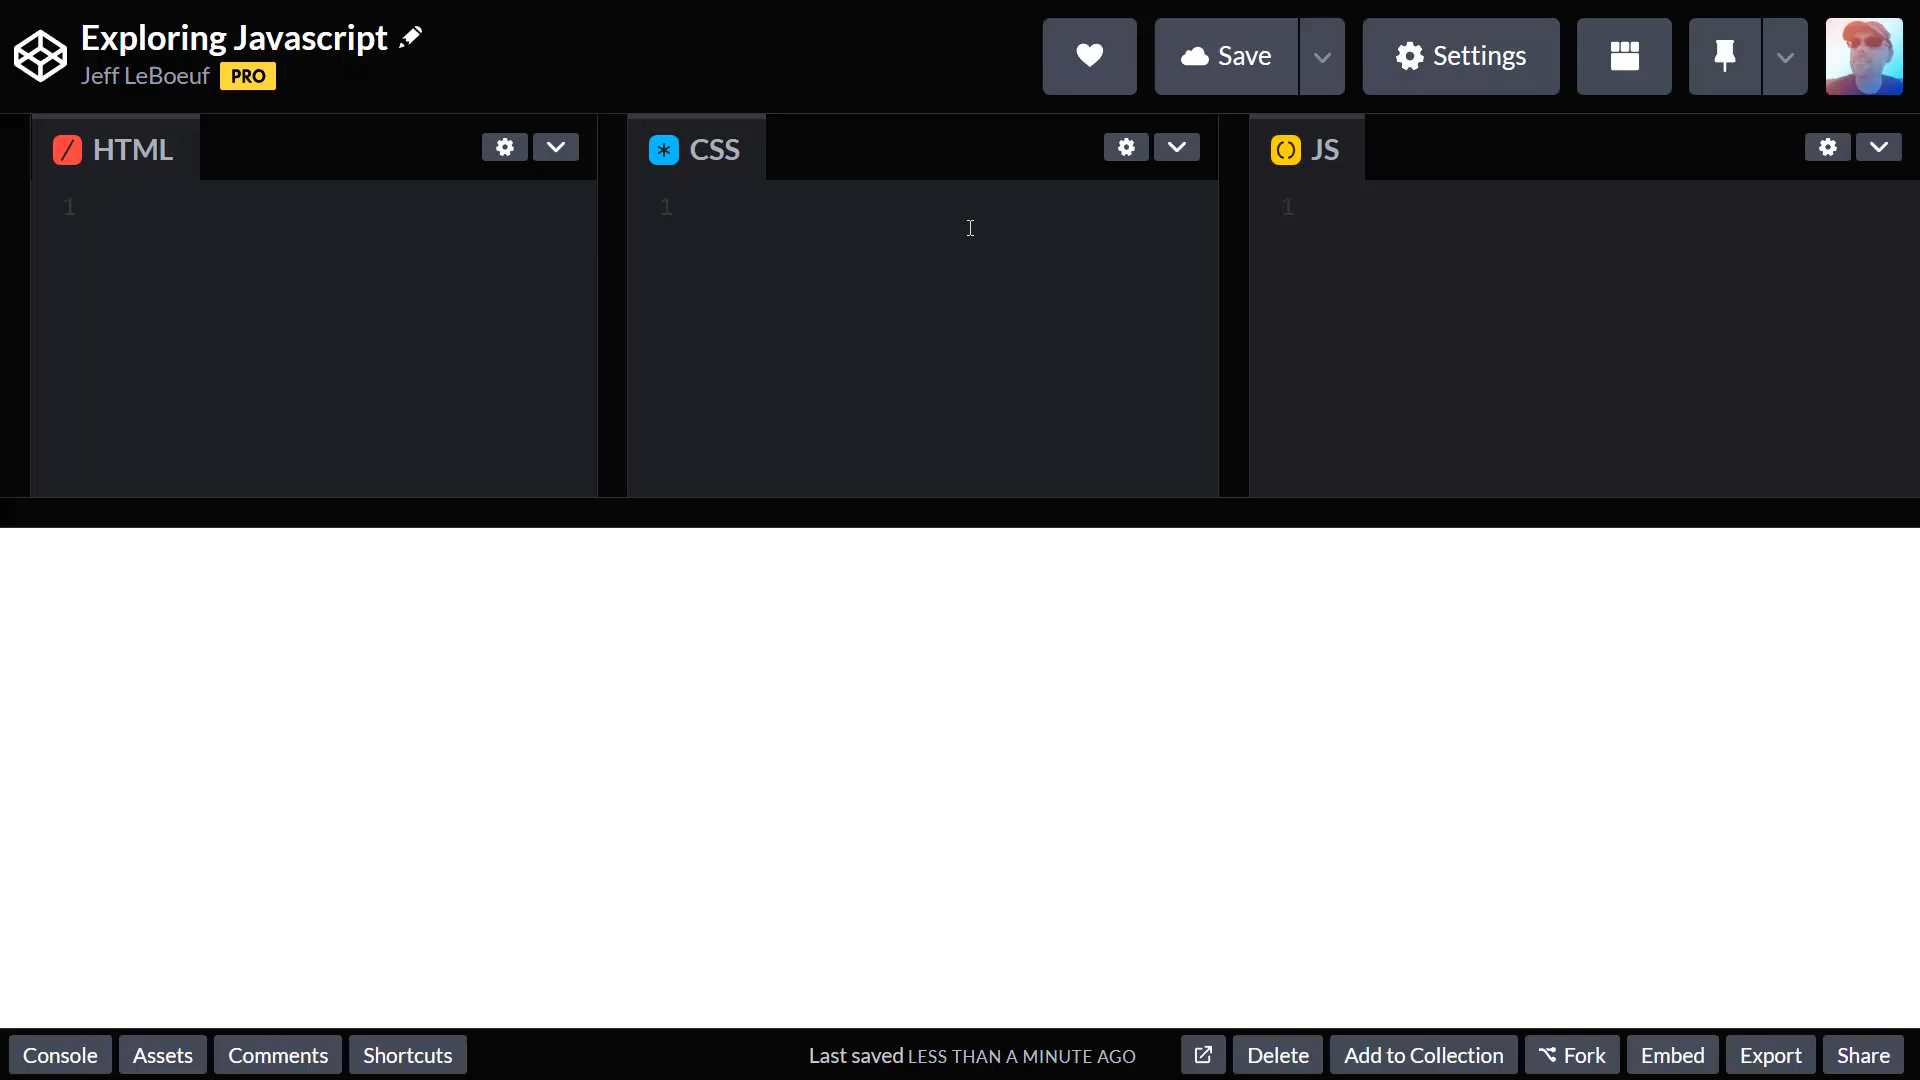 Exploring Javascript
Jeff LeBoeuf PRO
Save
Settings
HTML
CSS
JS
1
1
1
Console
Assets
Comments
Shortcuts
Last saved LESS THAN A MINUTE AGO
Delete
Add to Collection
Fork
Embed
Export
Share